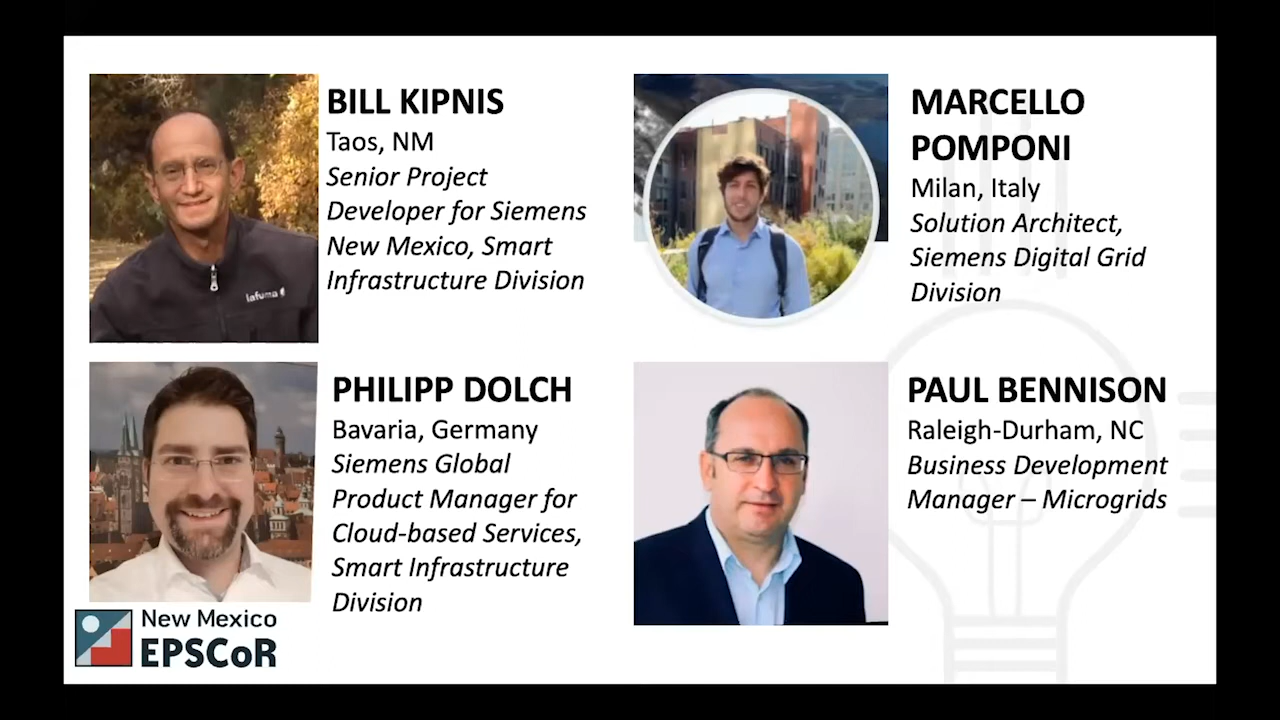 BILL KIPNIS
Taos, NM
Senior Project
Developer for Siemens
New Mexico, Smart
Infrastructure Division
lafuma
MARCELLO
POMPONI
Milan, Italy
Solution Architect,
Siemens Digital Grid
Division
PHILIPP DOLCH
Bavaria, Germany
Siemens Global
Product Manager for
Cloud-based Services,
Smart Infrastructure
Division
PAUL BENNISON
Raleigh-Durham, NC
Business Development
Manager – Microgrids
New Mexico
EPSCoR